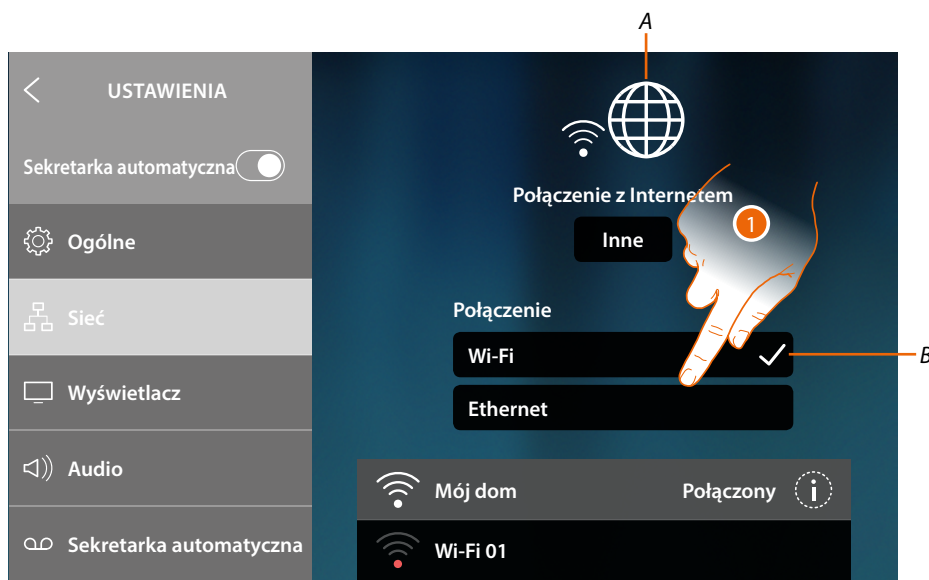 A
USTAWIENIA
Sekretarka automatyczna
Połączenie z Internetem
1
Ogólne
Inne
Sieć
Połączenie
Wi-Fi
B
Wyświetlacz
Ethernet
Audio
Mój dom
Połączony
i
Sekretarka automatyczna
Wi-Fi 01